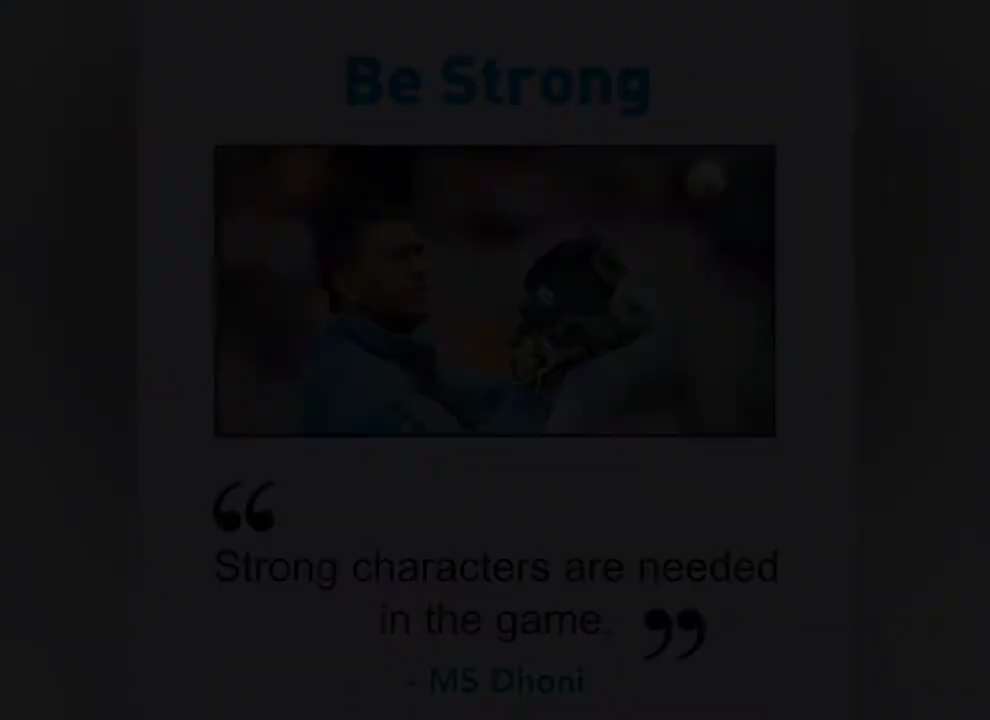 Be Strong
“
Strong characters are needed
in the game. ”
- MS Dhoni